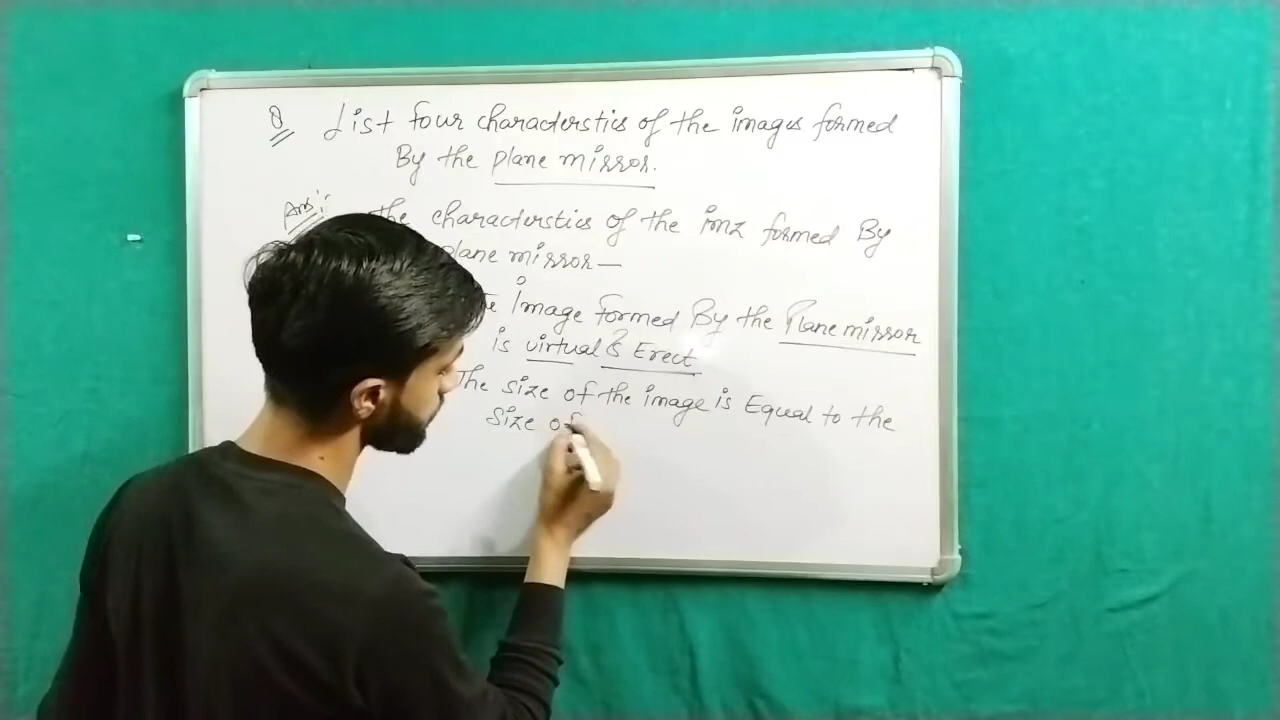 8 List four characterstics of the images formed
By the plane mirror.
Ans:- the characterstics of the img formed By
plane mirror—
Image formed By the Plane mirror
is virtual & Erect
The size of the image is Equal to the
size of